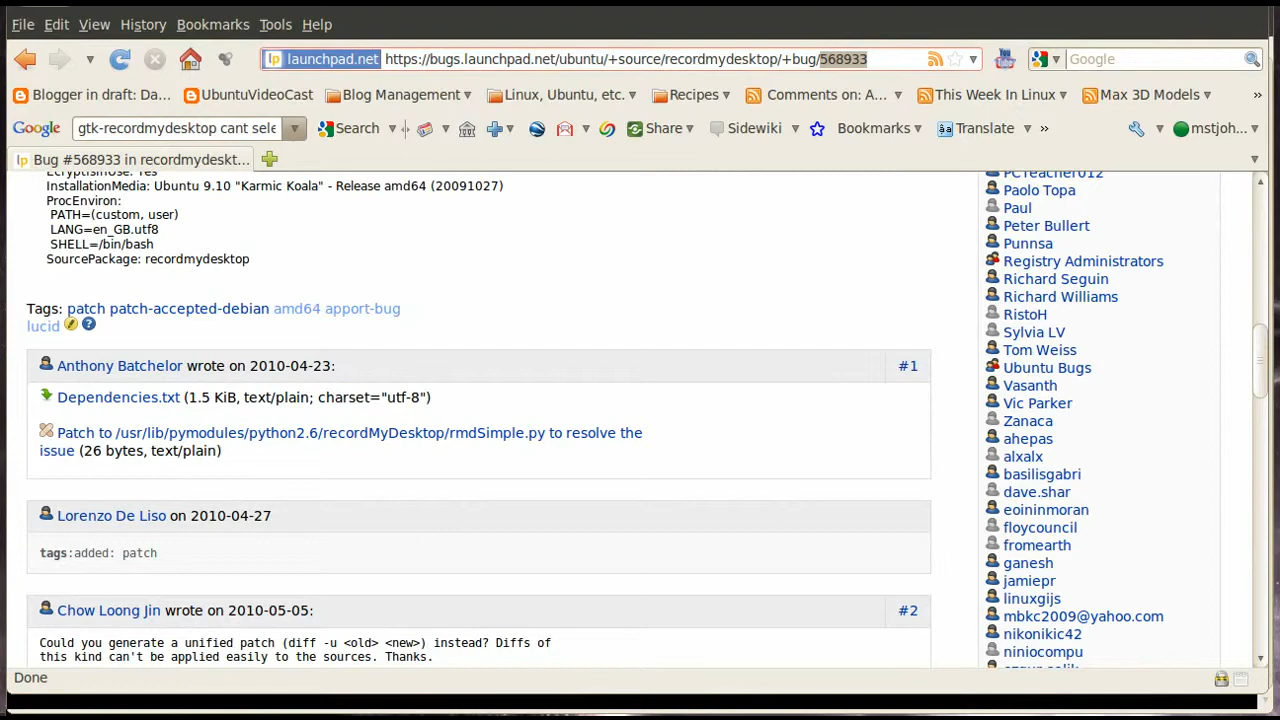 File Edit View History Bookmarks Tools Help
launchpad.net https://bugs.launchpad.net/ubuntu/+source/recordmydesktop/+bug/568933 Google
Blogger in draft: Da... UbuntuVideoCast Blog Management Linux, Ubuntu, etc. Recipes Comments on: A... This Week In Linux Max 3D Models »
Google gtk-recordmydesktop cant sele Search Share Sidewiki Bookmarks Translate » mstjoh...
lp Bug #568933 in recordmydeskt...
InstallationMedia: Ubuntu 9.10 "Karmic Koala" - Release amd64 (20091027)
ProcEnviron:
PATH=(custom, user)
LANG=en_GB.utf8
SHELL=/bin/bash
SourcePackage: recordmydesktop
Tags: patch patch-accepted-debian amd64 apport-bug
lucid
Anthony Batchelor wrote on 2010-04-23: #1
Dependencies.txt (1.5 KiB, text/plain; charset="utf-8")
Patch to /usr/lib/pymodules/python2.6/recordMyDesktop/rmdSimple.py to resolve the
issue (26 bytes, text/plain)
Lorenzo De Liso on 2010-04-27
tags:added: patch
Chow Loong Jin wrote on 2010-05-05: #2
Could you generate a unified patch (diff -u <old> <new>) instead? Diffs of
this kind can't be applied easily to the sources. Thanks.
PCTeacher012
Paolo Topa
Paul
Peter Bullert
Punnsa
Registry Administrators
Richard Seguin
Richard Williams
RistoH
Sylvia LV
Tom Weiss
Ubuntu Bugs
Vasanth
Vic Parker
Zanaca
ahepas
alxalx
basilisgabri
dave.shar
eoininmoran
floycouncil
fromearth
ganesh
jamiepr
linuxgijs
mbkc2009@yahoo.com
nikonikic42
niniocompu
Done